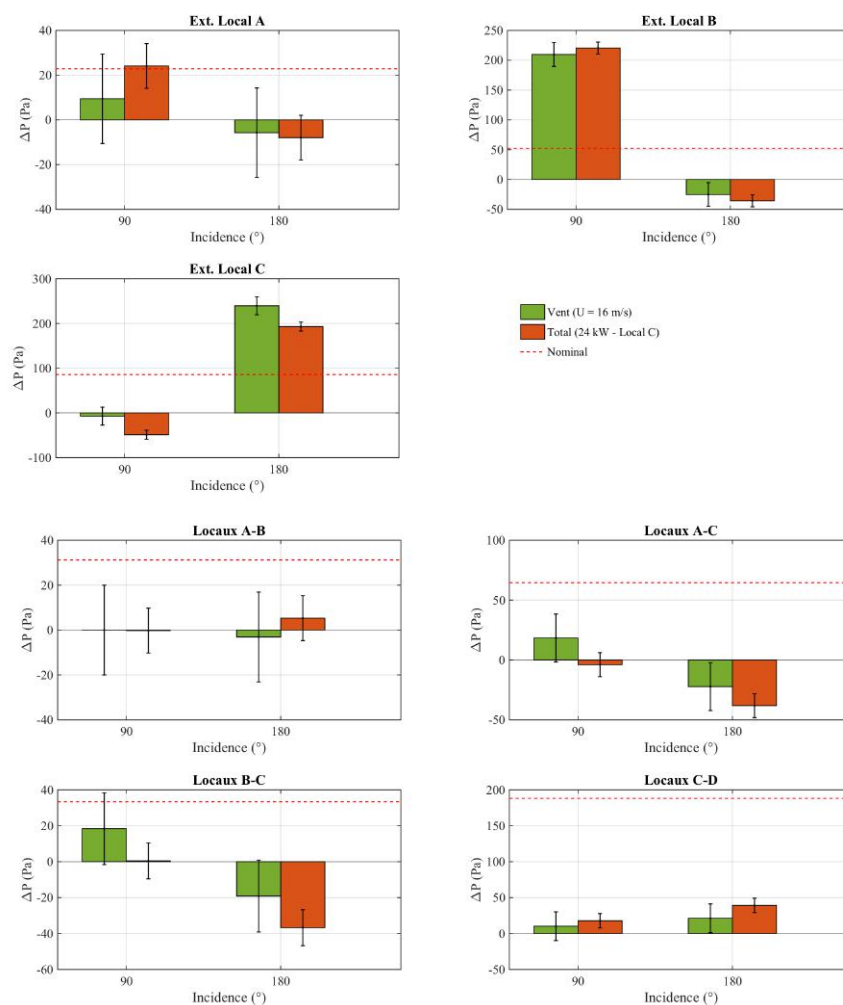 Ext. Local A
ΔP (Pa)
40
20
0
-20
-40
90
180
Incidence (°)
Ext. Local B
ΔP (Pa)
250
200
150
100
50
0
-50
90
180
Incidence (°)
Ext. Local C
ΔP (Pa)
300
200
100
0
-100
90
180
Incidence (°)
Vent (U = 16 m/s)
Total (24 kW - Local C)
Nominal
Locaux A-B
ΔP (Pa)
40
20
0
-20
-40
90
180
Incidence (°)
Locaux A-C
ΔP (Pa)
100
50
0
-50
90
180
Incidence (°)
Locaux B-C
ΔP (Pa)
40
20
0
-20
-40
-60
90
180
Incidence (°)
Locaux C-D
ΔP (Pa)
200
150
100
50
0
-50
90
180
Incidence (°)